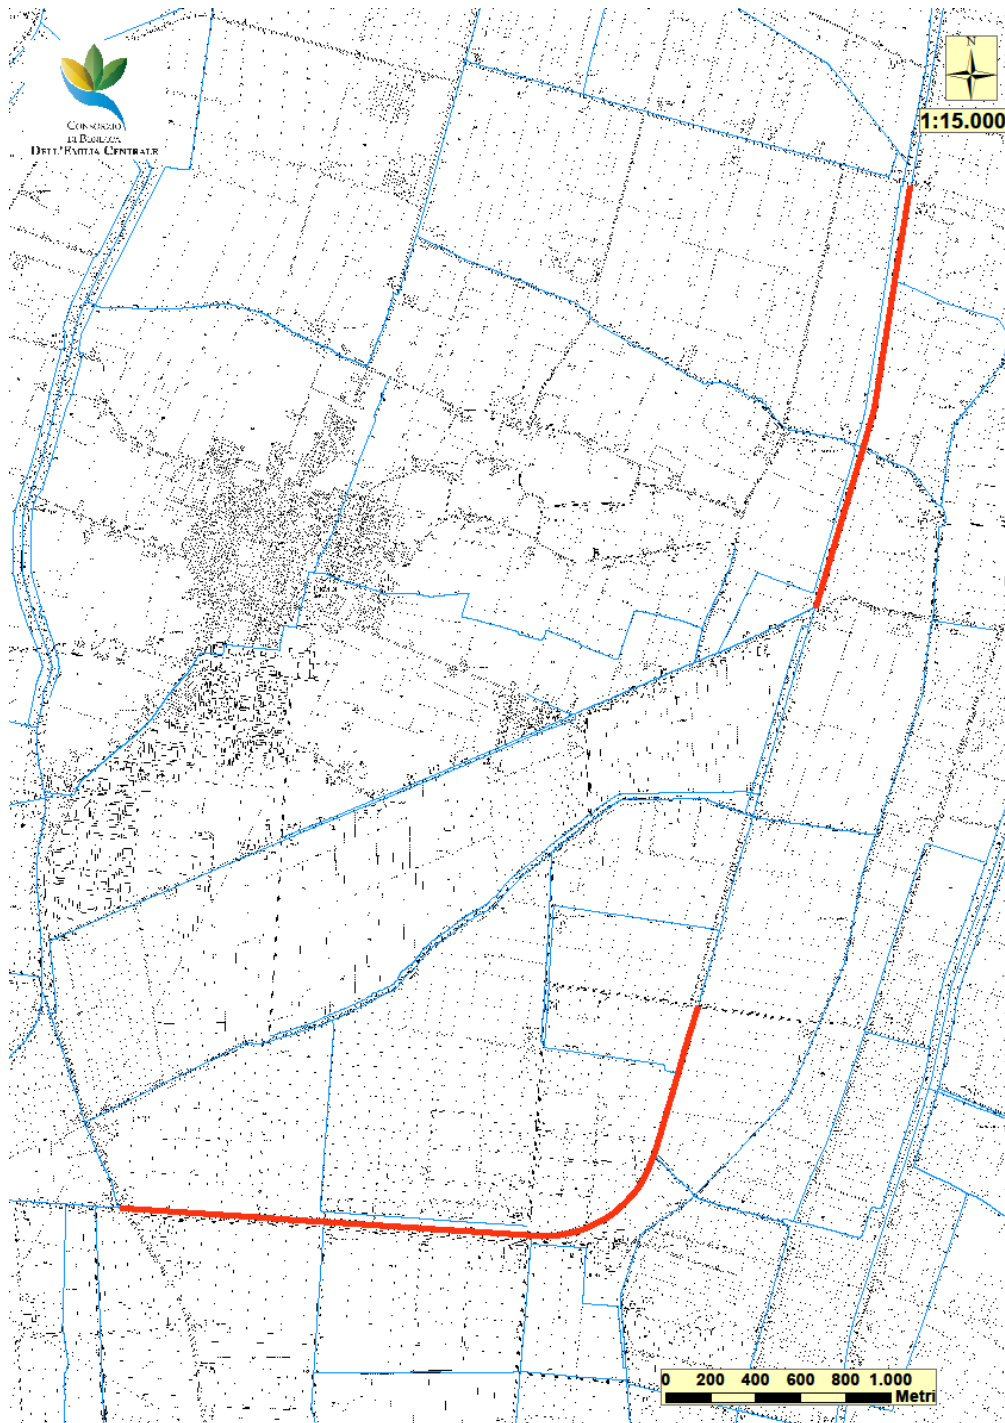 CONSORZIO
DI BONIFICA
DELL'EMILIA CENTRALE
N
1:15.000
0 200 400 600 800 1.000
Metri